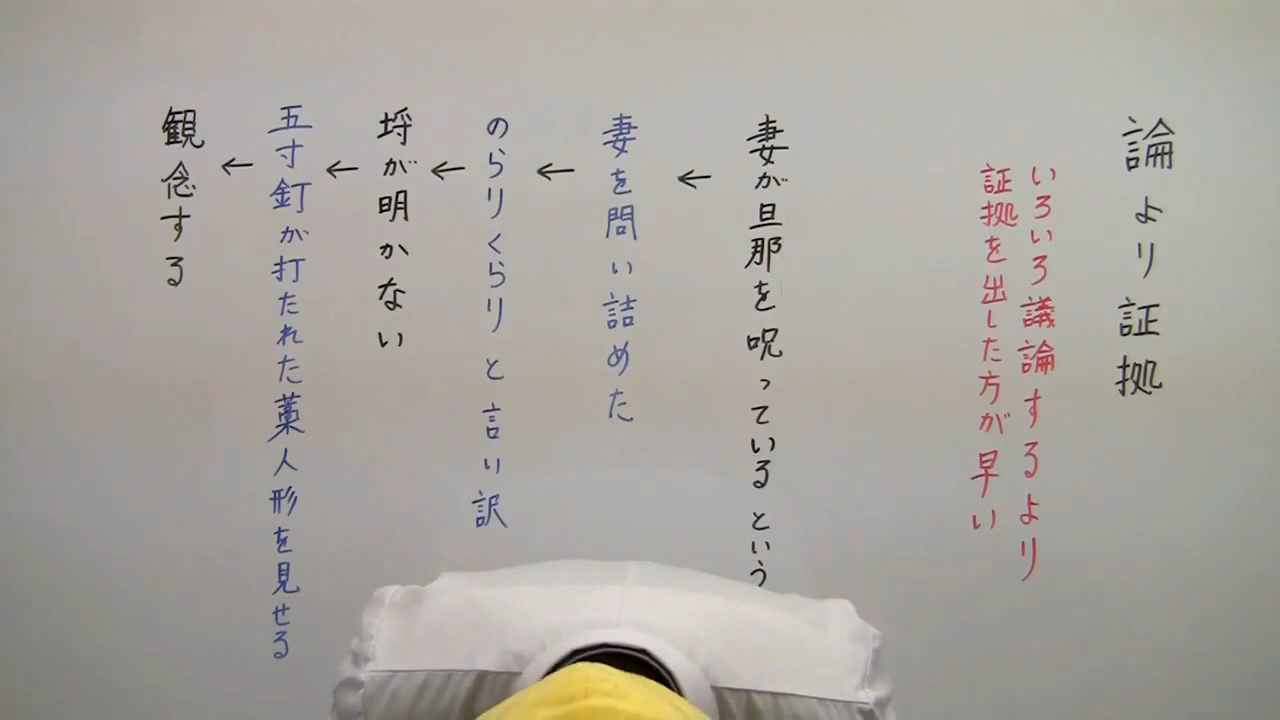 論より証拠
いろいろ議論するより
証拠を出した方が早い
妻が旦那を呪っているという
←
妻を問い詰めた
←
のらりくらりと言い訳
←
埒が明かない
←
五寸釘が打たれた藁人形を見せる
←
観念する